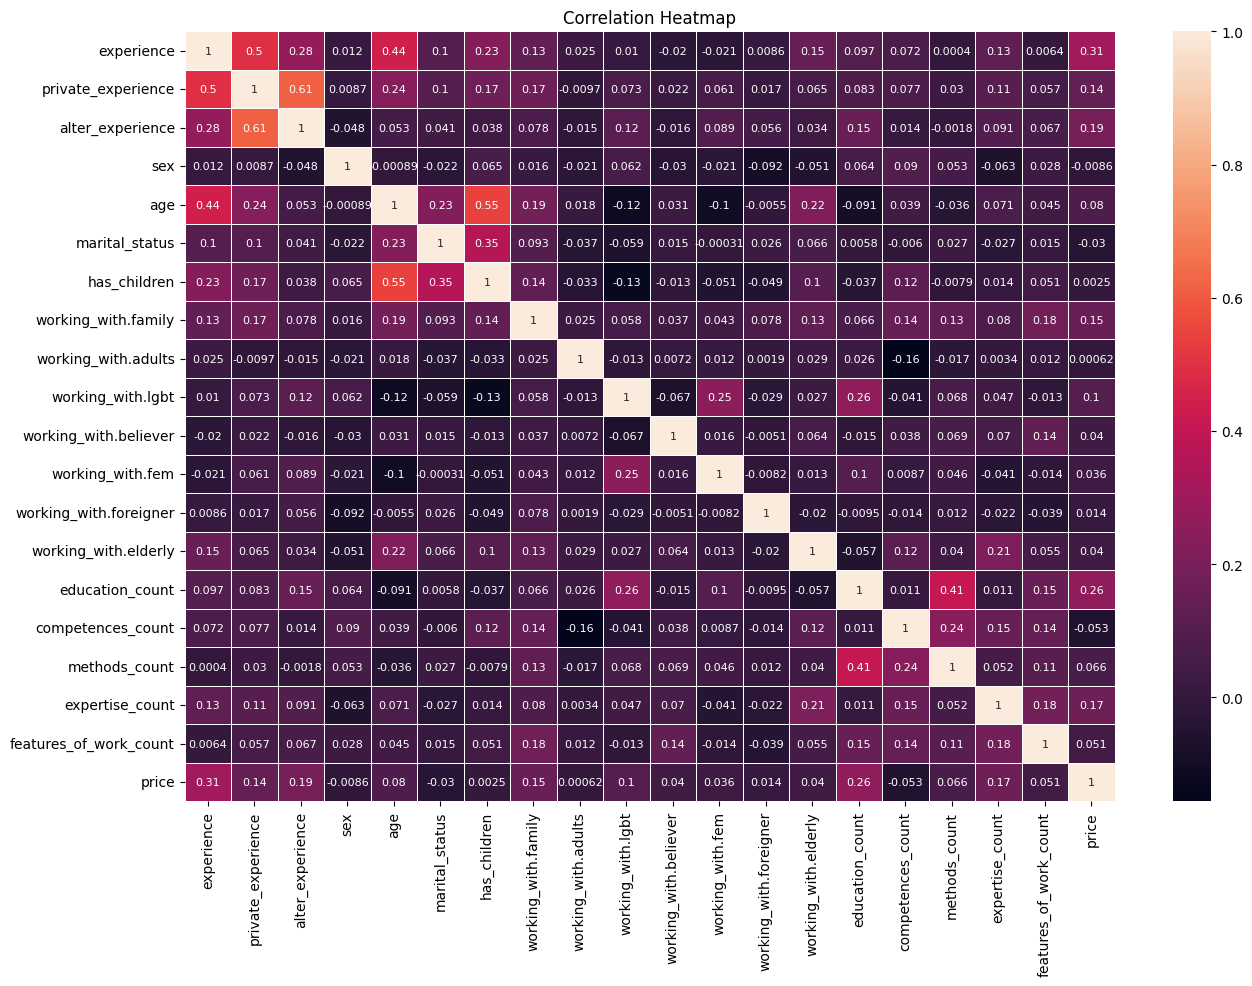 Correlation Heatmap
experience 1 0.5 0.28 0.012 0.44 0.1 0.23 0.13 0.025 0.01 -0.02 -0.021 0.0086 0.15 0.097 0.072 0.0004 0.13 0.0064 0.31
private_experience 0.5 1 0.61 0.0087 0.24 0.1 0.17 0.17 -0.0097 0.073 0.022 0.061 0.017 0.065 0.083 0.077 0.03 0.11 0.057 0.14
alter_experience 0.28 0.61 1 -0.048 0.053 0.041 0.038 0.078 -0.015 0.12 -0.016 0.089 0.056 0.034 0.15 0.014 -0.0018 0.091 0.067 0.19
sex 0.012 0.0087 -0.048 1 -0.00089 -0.022 0.065 0.016 -0.021 0.062 -0.03 -0.021 -0.092 -0.051 0.064 0.09 0.053 -0.063 0.028 -0.0086
age 0.44 0.24 0.053 -0.00089 1 0.23 0.55 0.19 0.018 -0.12 0.031 -0.1 -0.0055 0.22 -0.091 0.039 -0.036 0.071 0.045 0.08
marital_status 0.1 0.1 0.041 -0.022 0.23 1 0.35 0.093 -0.037 -0.059 0.015 -0.00031 0.026 0.066 0.0058 -0.006 0.027 -0.027 0.015 -0.03
has_children 0.23 0.17 0.038 0.065 0.55 0.35 1 0.14 -0.033 -0.13 -0.013 -0.051 -0.049 0.1 -0.037 0.12 -0.0079 0.014 0.051 0.0025
working_with.family 0.13 0.17 0.078 0.016 0.19 0.093 0.14 1 0.025 0.058 0.037 0.043 0.078 0.13 0.066 0.14 0.13 0.08 0.18 0.15
working_with.adults 0.025 -0.0097 -0.015 -0.021 0.018 -0.037 -0.033 0.025 1 -0.013 0.0072 0.012 0.0019 0.029 0.026 -0.16 -0.017 0.0034 0.012 0.00062
working_with.lgbt 0.01 0.073 0.12 0.062 -0.12 -0.059 -0.13 0.058 -0.013 1 -0.067 0.25 -0.029 0.027 0.26 -0.041 0.068 0.047 -0.013 0.1
working_with.believer -0.02 0.022 -0.016 -0.03 0.031 0.015 -0.013 0.037 0.0072 -0.067 1 0.016 -0.0051 0.064 -0.015 0.038 0.069 0.07 0.14 0.04
working_with.fem -0.021 0.061 0.089 -0.021 -0.1 -0.00031 -0.051 0.043 0.012 0.25 0.016 1 -0.0082 0.013 0.1 0.0087 0.046 -0.041 -0.014 0.036
working_with.foreigner 0.0086 0.017 0.056 -0.092 -0.0055 0.026 -0.049 0.078 0.0019 -0.029 -0.0051 -0.0082 1 -0.02 -0.0095 -0.014 0.012 -0.022 -0.039 0.014
working_with.elderly 0.15 0.065 0.034 -0.051 0.22 0.066 0.1 0.13 0.029 0.027 0.064 0.013 -0.02 1 -0.057 0.12 0.04 0.21 0.055 0.04
education_count 0.097 0.083 0.15 0.064 -0.091 0.0058 -0.037 0.066 0.026 0.26 -0.015 0.1 -0.0095 -0.057 1 0.011 0.41 0.011 0.15 0.26
competences_count 0.072 0.077 0.014 0.09 0.039 -0.006 0.12 0.14 -0.16 -0.041 0.038 0.0087 -0.014 0.12 0.011 1 0.24 0.15 0.14 -0.053
methods_count 0.0004 0.03 -0.0018 0.053 -0.036 0.027 -0.0079 0.13 -0.017 0.068 0.069 0.046 0.012 0.04 0.41 0.24 1 0.052 0.11 0.066
expertise_count 0.13 0.11 0.091 -0.063 0.071 -0.027 0.014 0.08 0.0034 0.047 0.07 -0.041 -0.022 0.21 0.011 0.15 0.052 1 0.18 0.17
features_of_work_count 0.0064 0.057 0.067 0.028 0.045 0.015 0.051 0.18 0.012 -0.013 0.14 -0.014 -0.039 0.055 0.15 0.14 0.11 0.18 1 0.051
price 0.31 0.14 0.19 -0.0086 0.08 -0.03 0.0025 0.15 0.00062 0.1 0.04 0.036 0.014 0.04 0.26 -0.053 0.066 0.17 0.051 1
experience
private_experience
alter_experience
sex
age
marital_status
has_children
working_with.family
working_with.adults
working_with.lgbt
working_with.believer
working_with.fem
working_with.foreigner
working_with.elderly
education_count
competences_count
methods_count
expertise_count
features_of_work_count
price
1.0
0.8
0.6
0.4
0.2
0.0